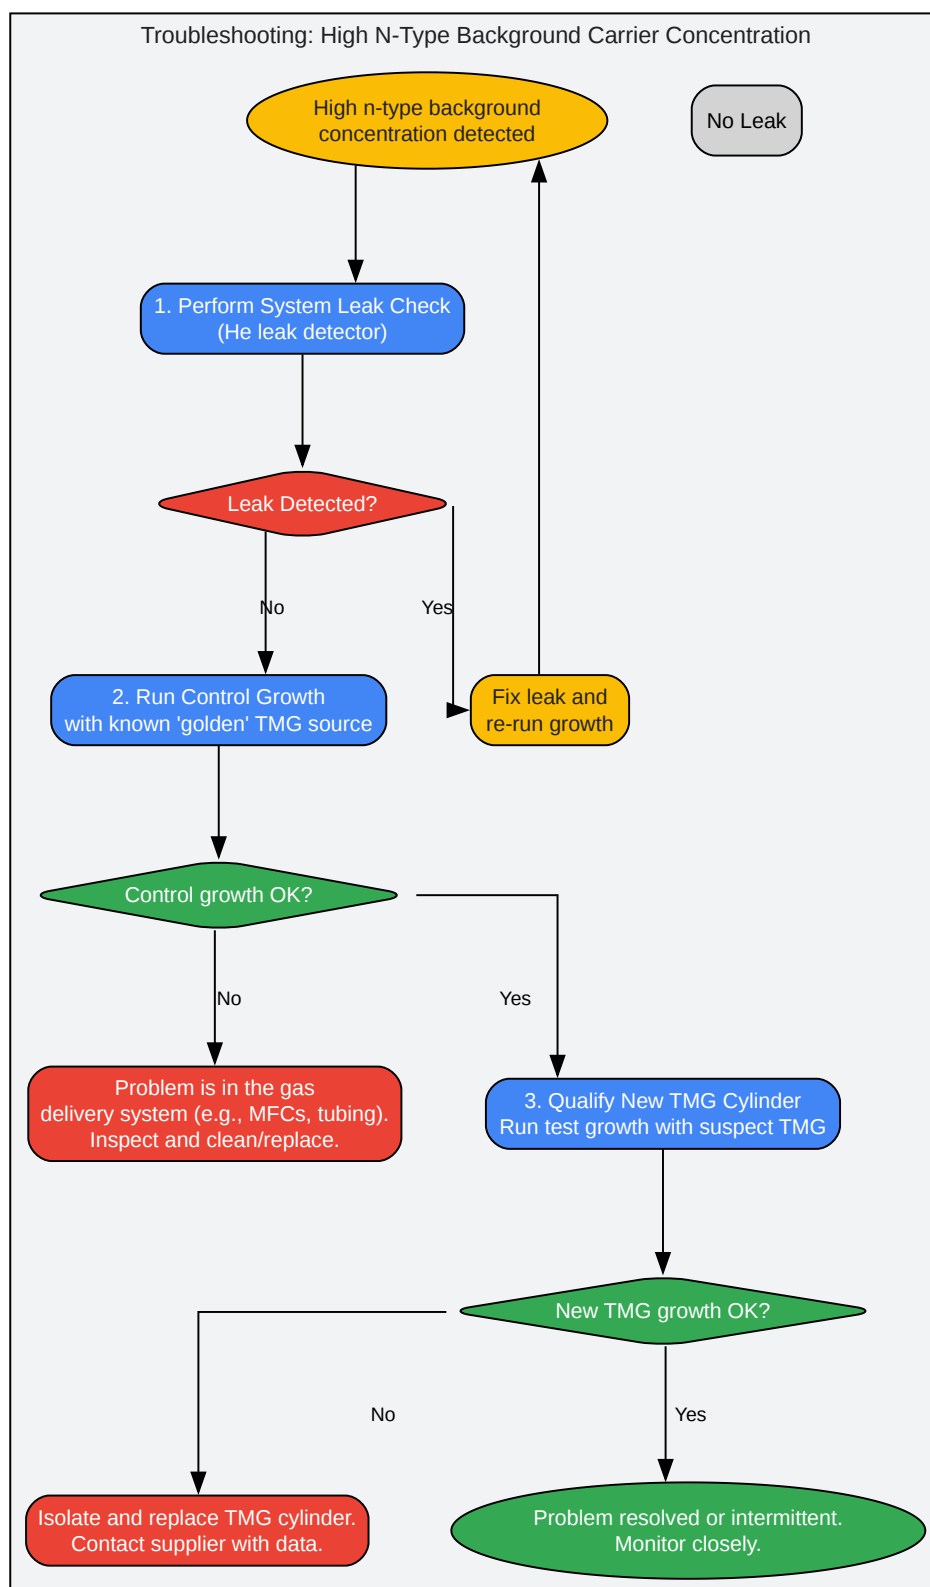 Troubleshooting: High N-Type Background Carrier Concentration
High n-type background
concentration detected
No Leak
1. Perform System Leak Check
(He leak detector)
Leak Detected?
No
Yes
2. Run Control Growth
with known 'golden' TMG source
Fix leak and
re-run growth
Control growth OK?
No
Yes
Problem is in the gas
delivery system (e.g., MFCs, tubing).
Inspect and clean/replace.
3. Qualify New TMG Cylinder
Run test growth with suspect TMG
New TMG growth OK?
No
Yes
Isolate and replace TMG cylinder.
Contact supplier with data.
Problem resolved or intermittent.
Monitor closely.